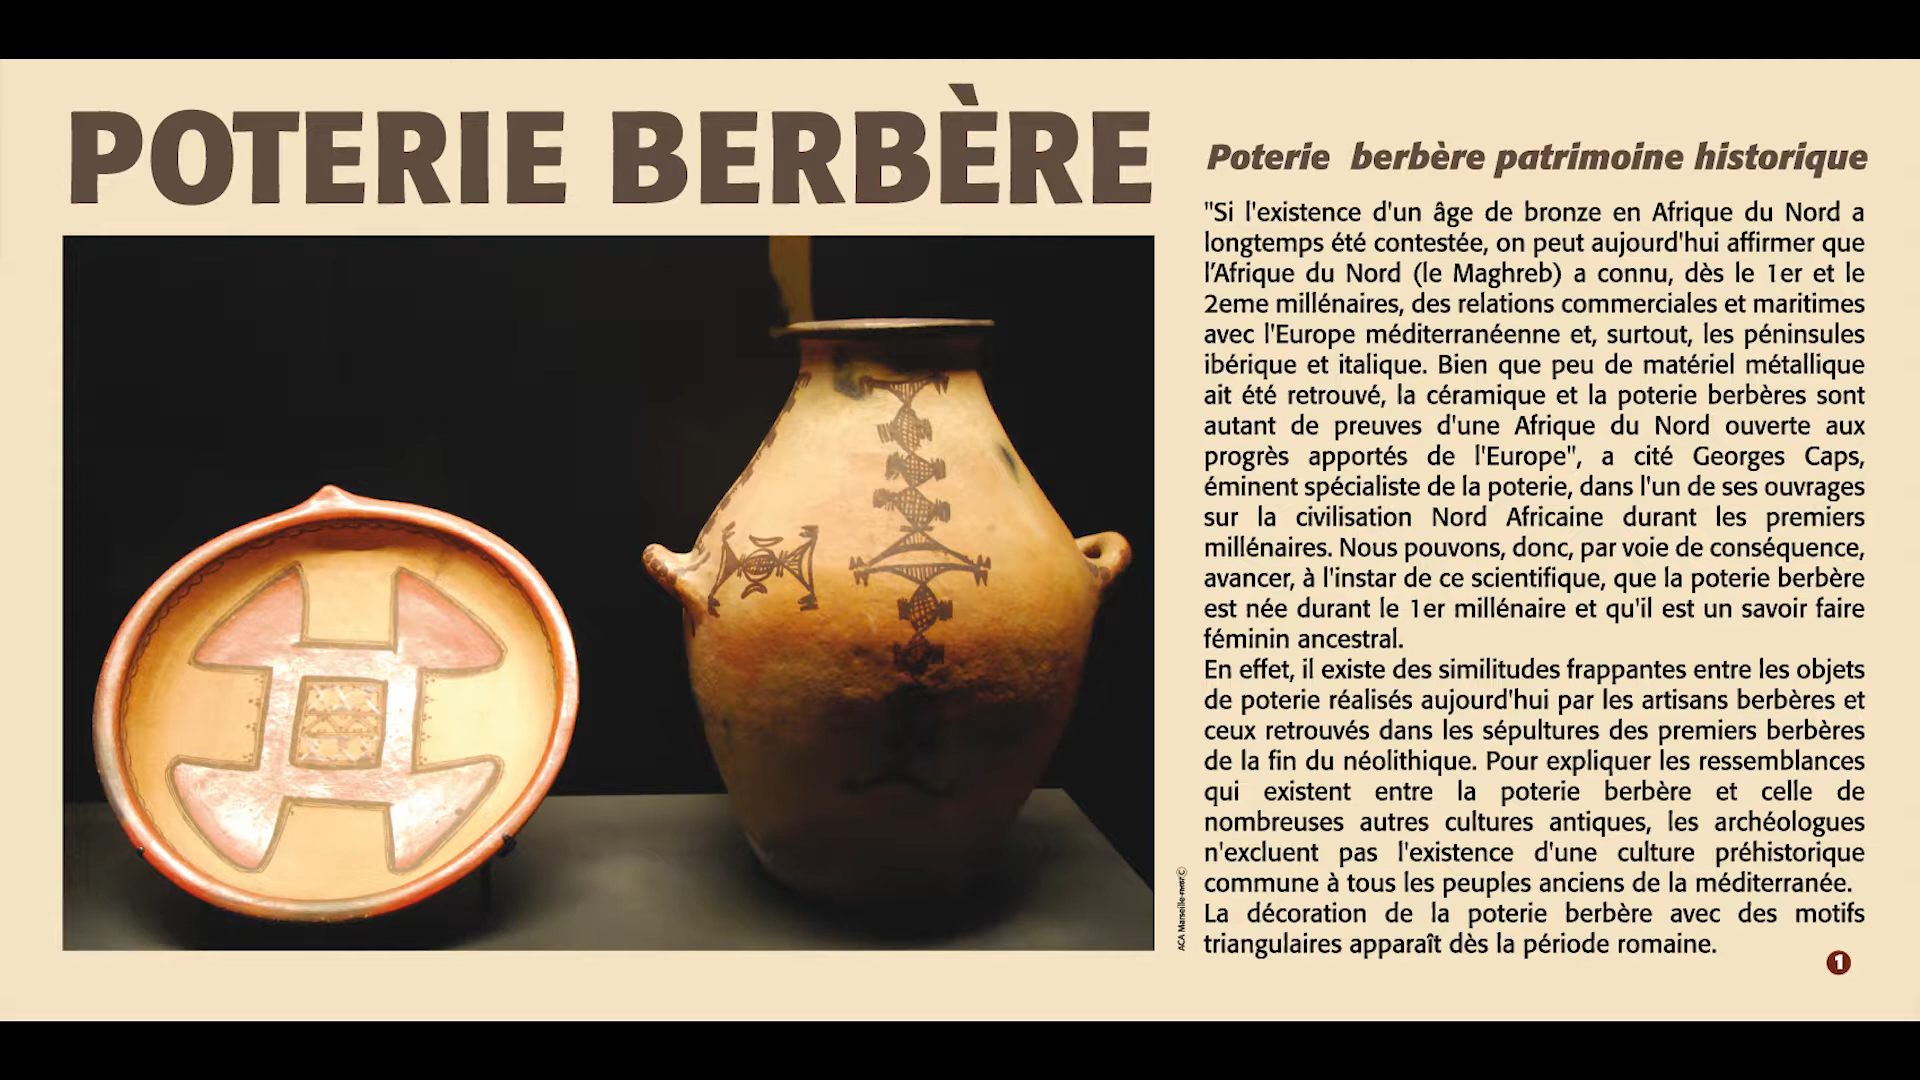 POTERIE BERBÈRE
Poterie berbère patrimoine historique
"Si l'existence d'un âge de bronze en Afrique du Nord a
longtemps été contestée, on peut aujourd'hui affirmer que
l'Afrique du Nord (le Maghreb) a connu, dès le 1er et le
2eme millénaires, des relations commerciales et maritimes
avec l'Europe méditerranéenne et, surtout, les péninsules
ibérique et italique. Bien que peu de matériel métallique
ait été retrouvé, la céramique et la poterie berbères sont
autant de preuves d'une Afrique du Nord ouverte aux
progrès apportés de l'Europe", a cité Georges Caps,
éminent spécialiste de la poterie, dans l'un de ses ouvrages
sur la civilisation Nord Africaine durant les premiers
millénaires. Nous pouvons, donc, par voie de conséquence,
avancer, à l'instar de ce scientifique, que la poterie berbère
est née durant le 1er millénaire et qu'il est un savoir faire
féminin ancestral.
En effet, il existe des similitudes frappantes entre les objets
de poterie réalisés aujourd'hui par les artisans berbères et
ceux retrouvés dans les sépultures des premiers berbères
de la fin du néolithique. Pour expliquer les ressemblances
qui existent entre la poterie berbère et celle de
nombreuses autres cultures antiques, les archéologues
n'excluent pas l'existence d'une culture préhistorique
commune à tous les peuples anciens de la méditerranée.
La décoration de la poterie berbère avec des motifs
triangulaires apparaît dès la période romaine.
ACA Marseille
1